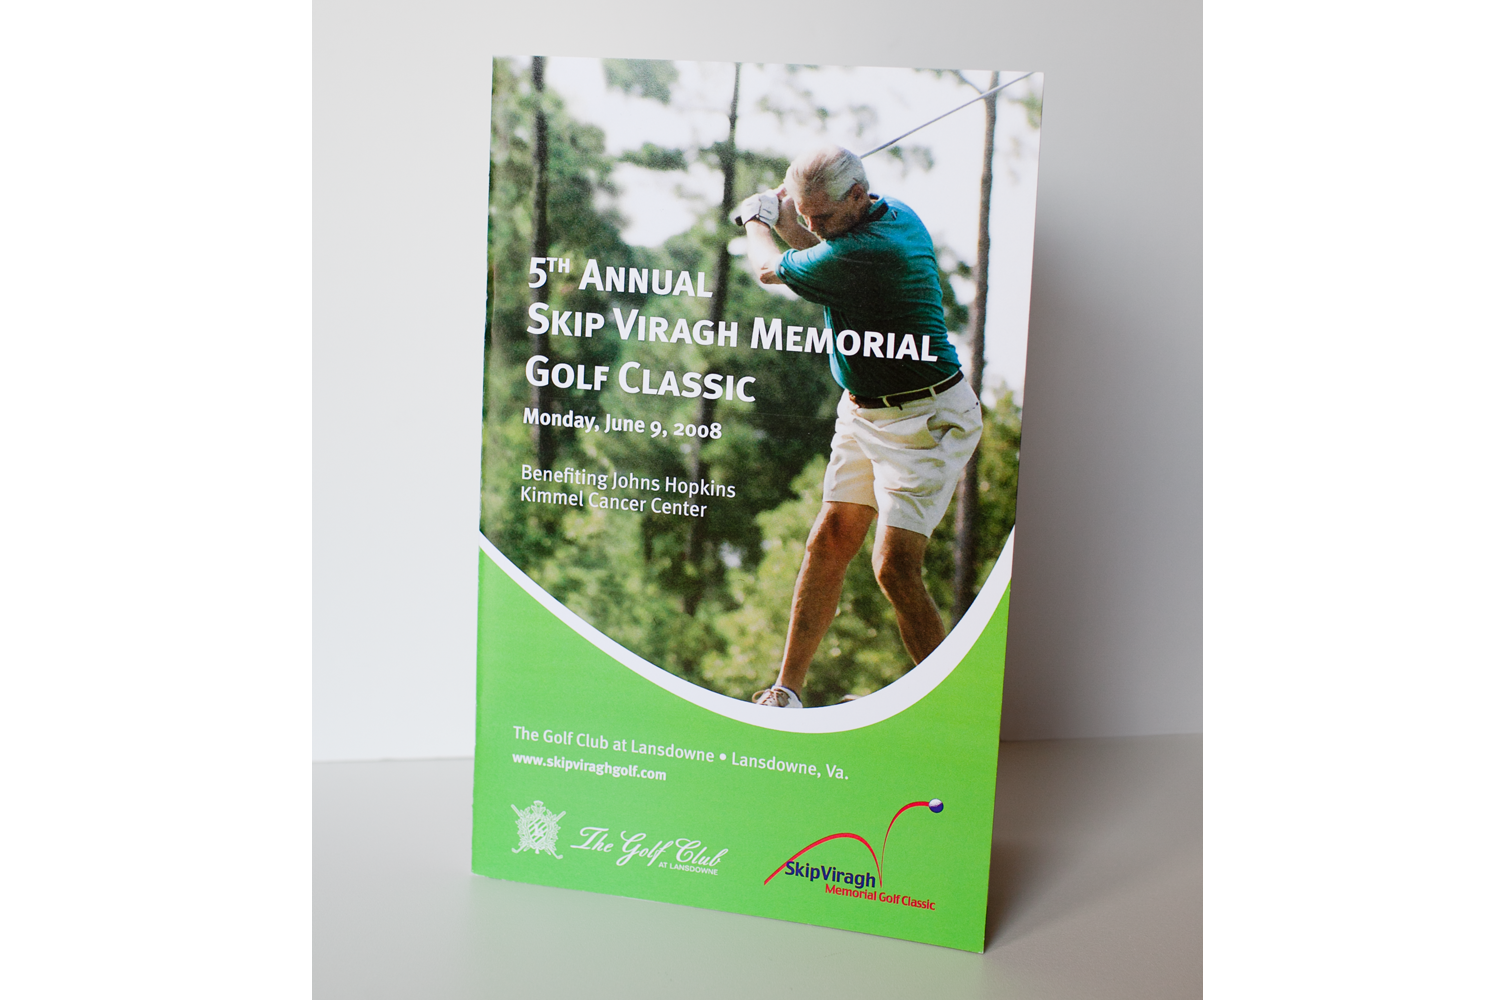 5TH ANNUAL
SKIP VIRAGH MEMORIAL
GOLF CLASSIC
Monday, June 9, 2008
Benefiting Johns Hopkins
Kimmel Cancer Center
The Golf Club at Lansdowne • Lansdowne, Va.
www.skipviraghgolf.com
The Golf Club
AT LANSDOWNE
SkipViragh
Memorial Golf Classic